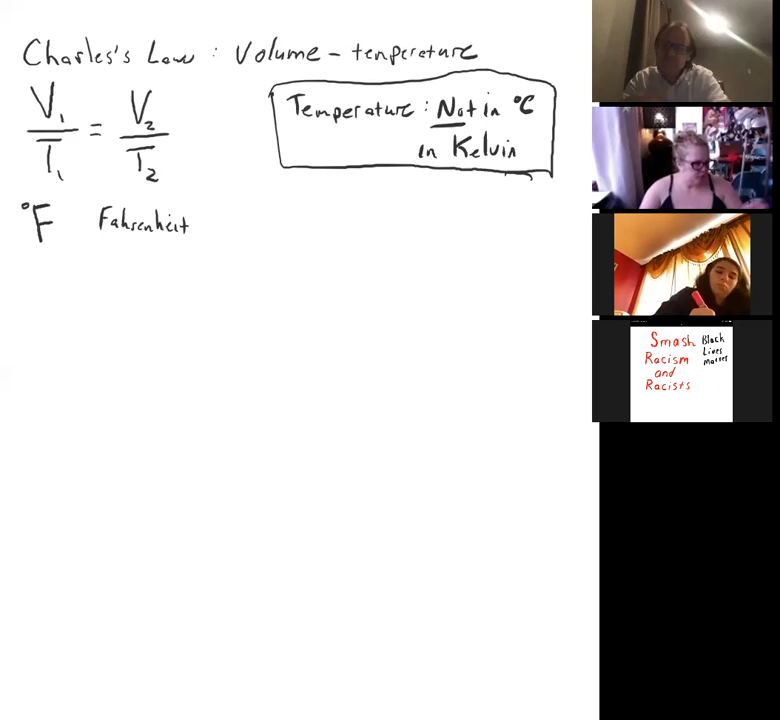 Charles's Law : Volume - temperature
V₁/T₁ = V₂/T₂
Temperature : Not in °C
in Kelvin
°F Fahrenheit
Smash
Racism
and
Racists
Black
Lives
Matter